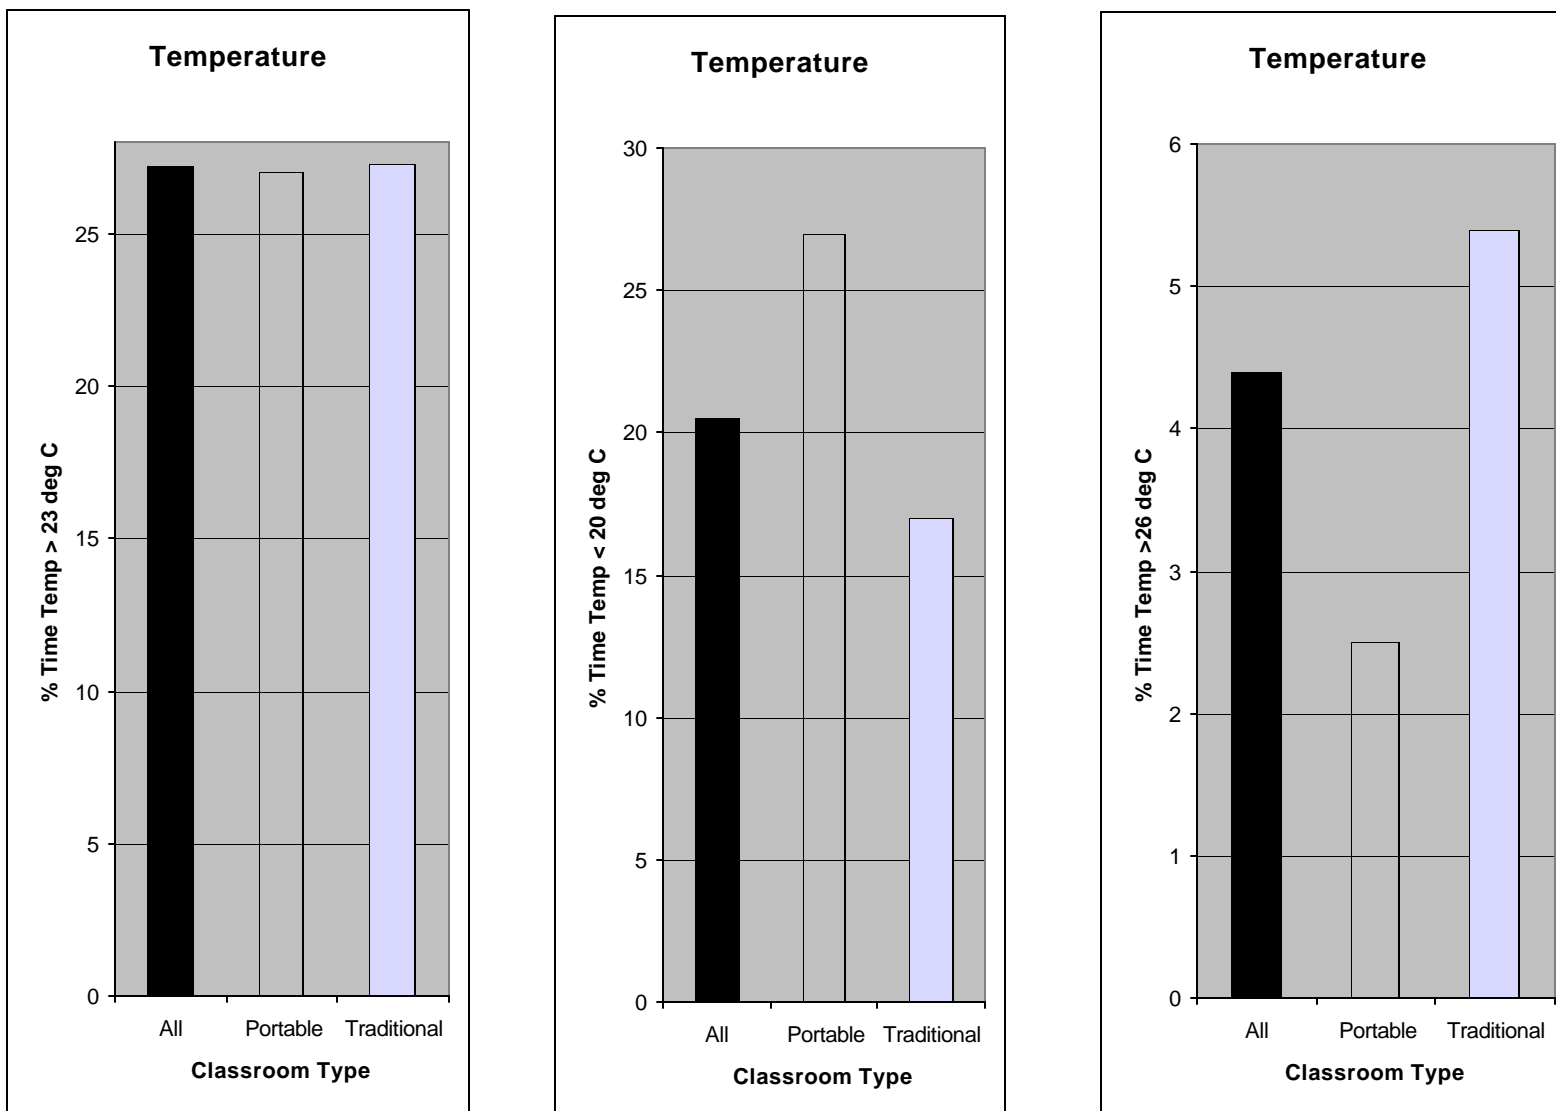 Temperature
% Time Temp > 23 deg C
25
20
15
10
5
0
All Portable Traditional
Classroom Type
Temperature
% Time Temp < 20 deg C
30
25
20
15
10
5
0
All Portable Traditional
Classroom Type
Temperature
% Time Temp >26 deg C
6
5
4
3
2
1
0
All Portable Traditional
Classroom Type